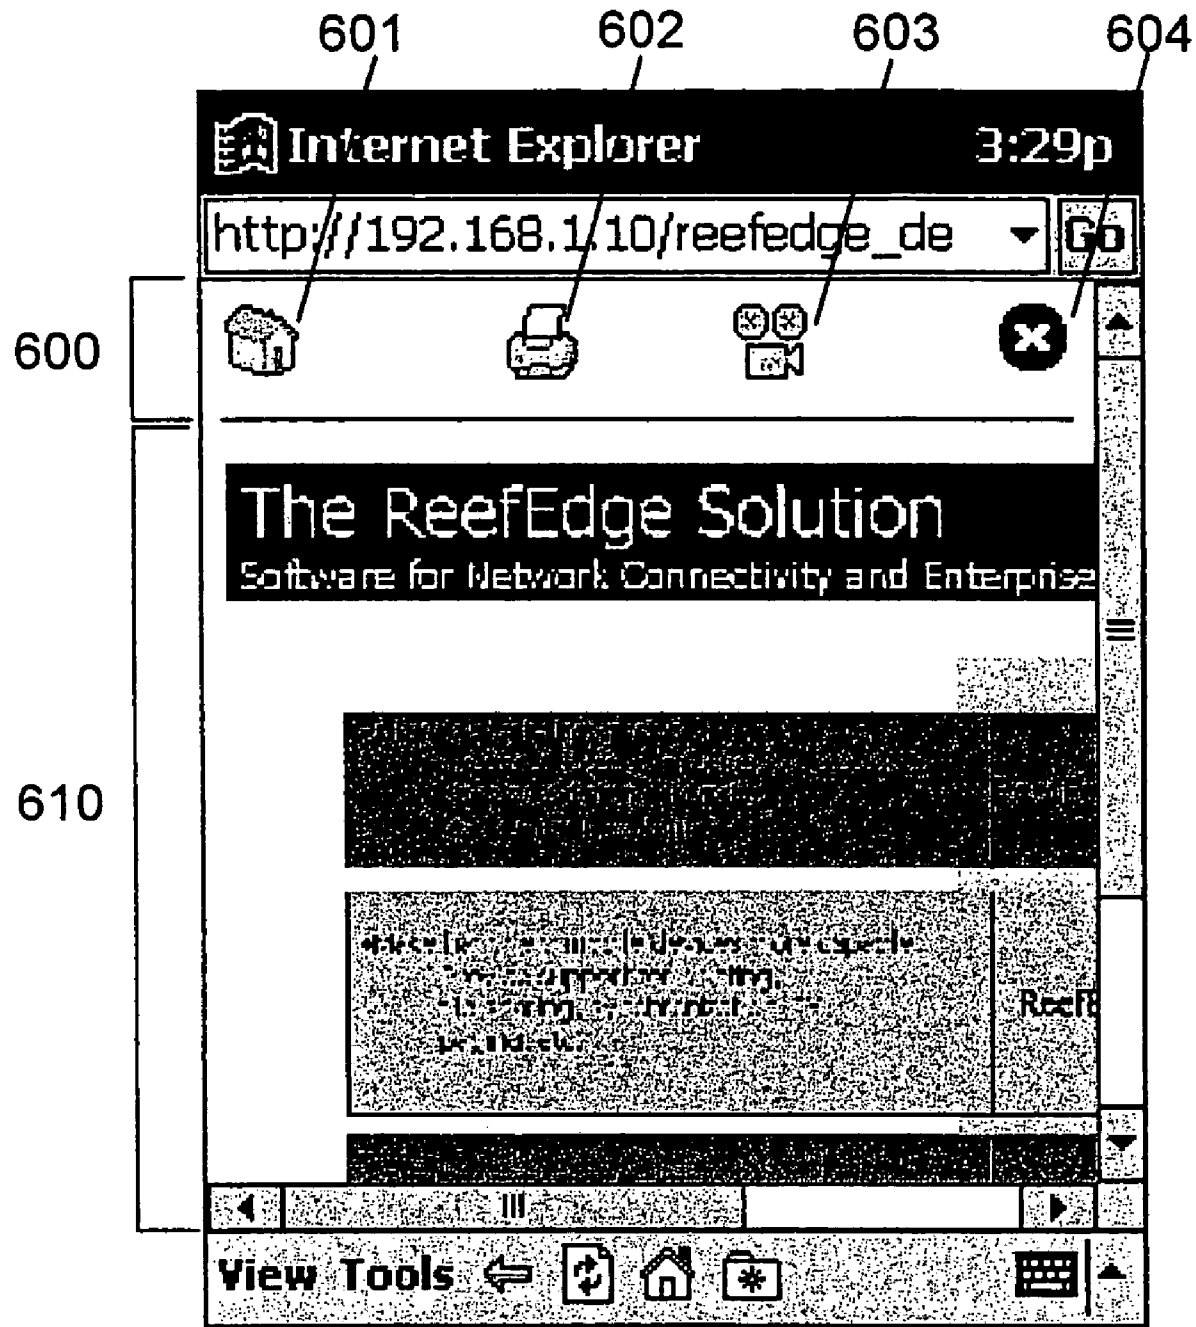 601 602 603 604
Internet Explorer 3:29p
http://192.168.1.10/reefedge_de Go
600
The ReefEdge Solution
Software for Network Connectivity and Enterprise
610
View Tools